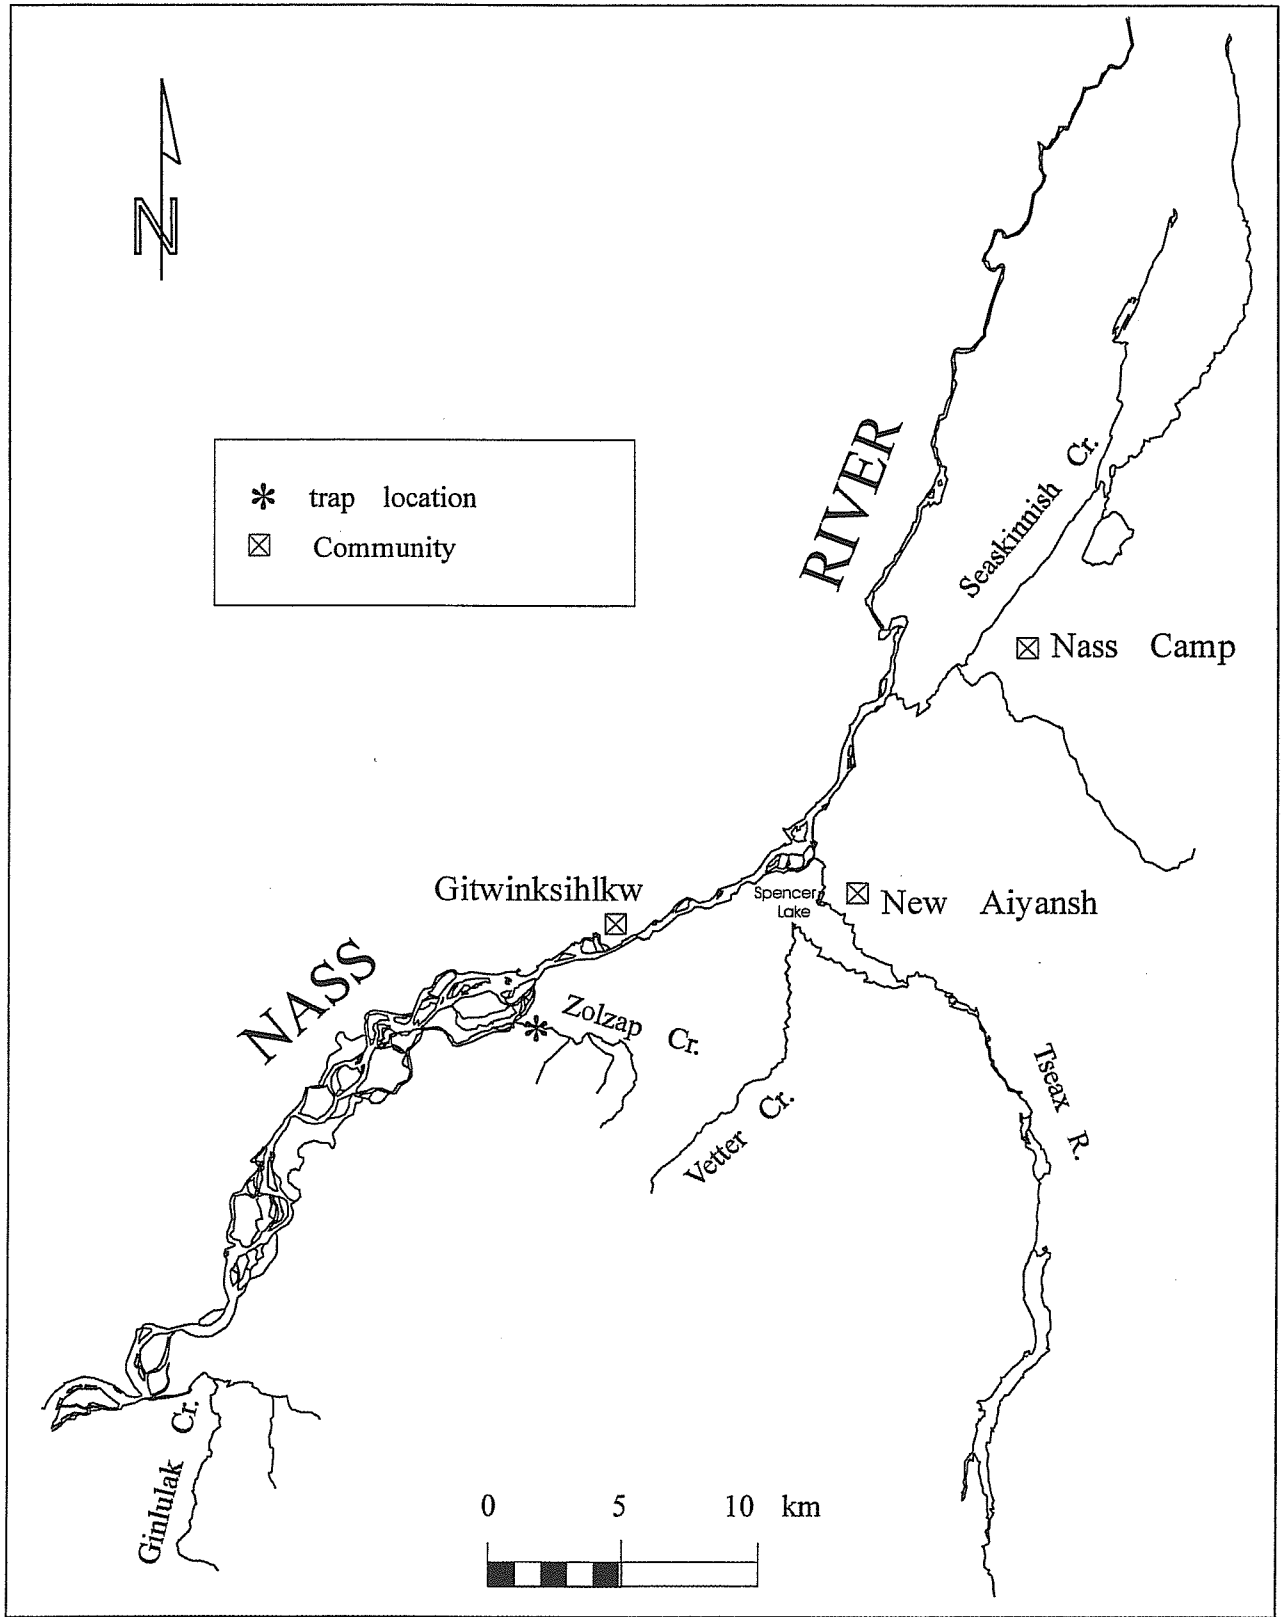 N
trap location
Community
RIVER
Seaskinnish Cr.
Nass Camp
Gitwinksihlkw
Spencer
Lake
New Aiyansh
NASS
Zolzap Cr.
Tseax R.
Vetter Cr.
Ginlulak Cr.
0 5 10 km